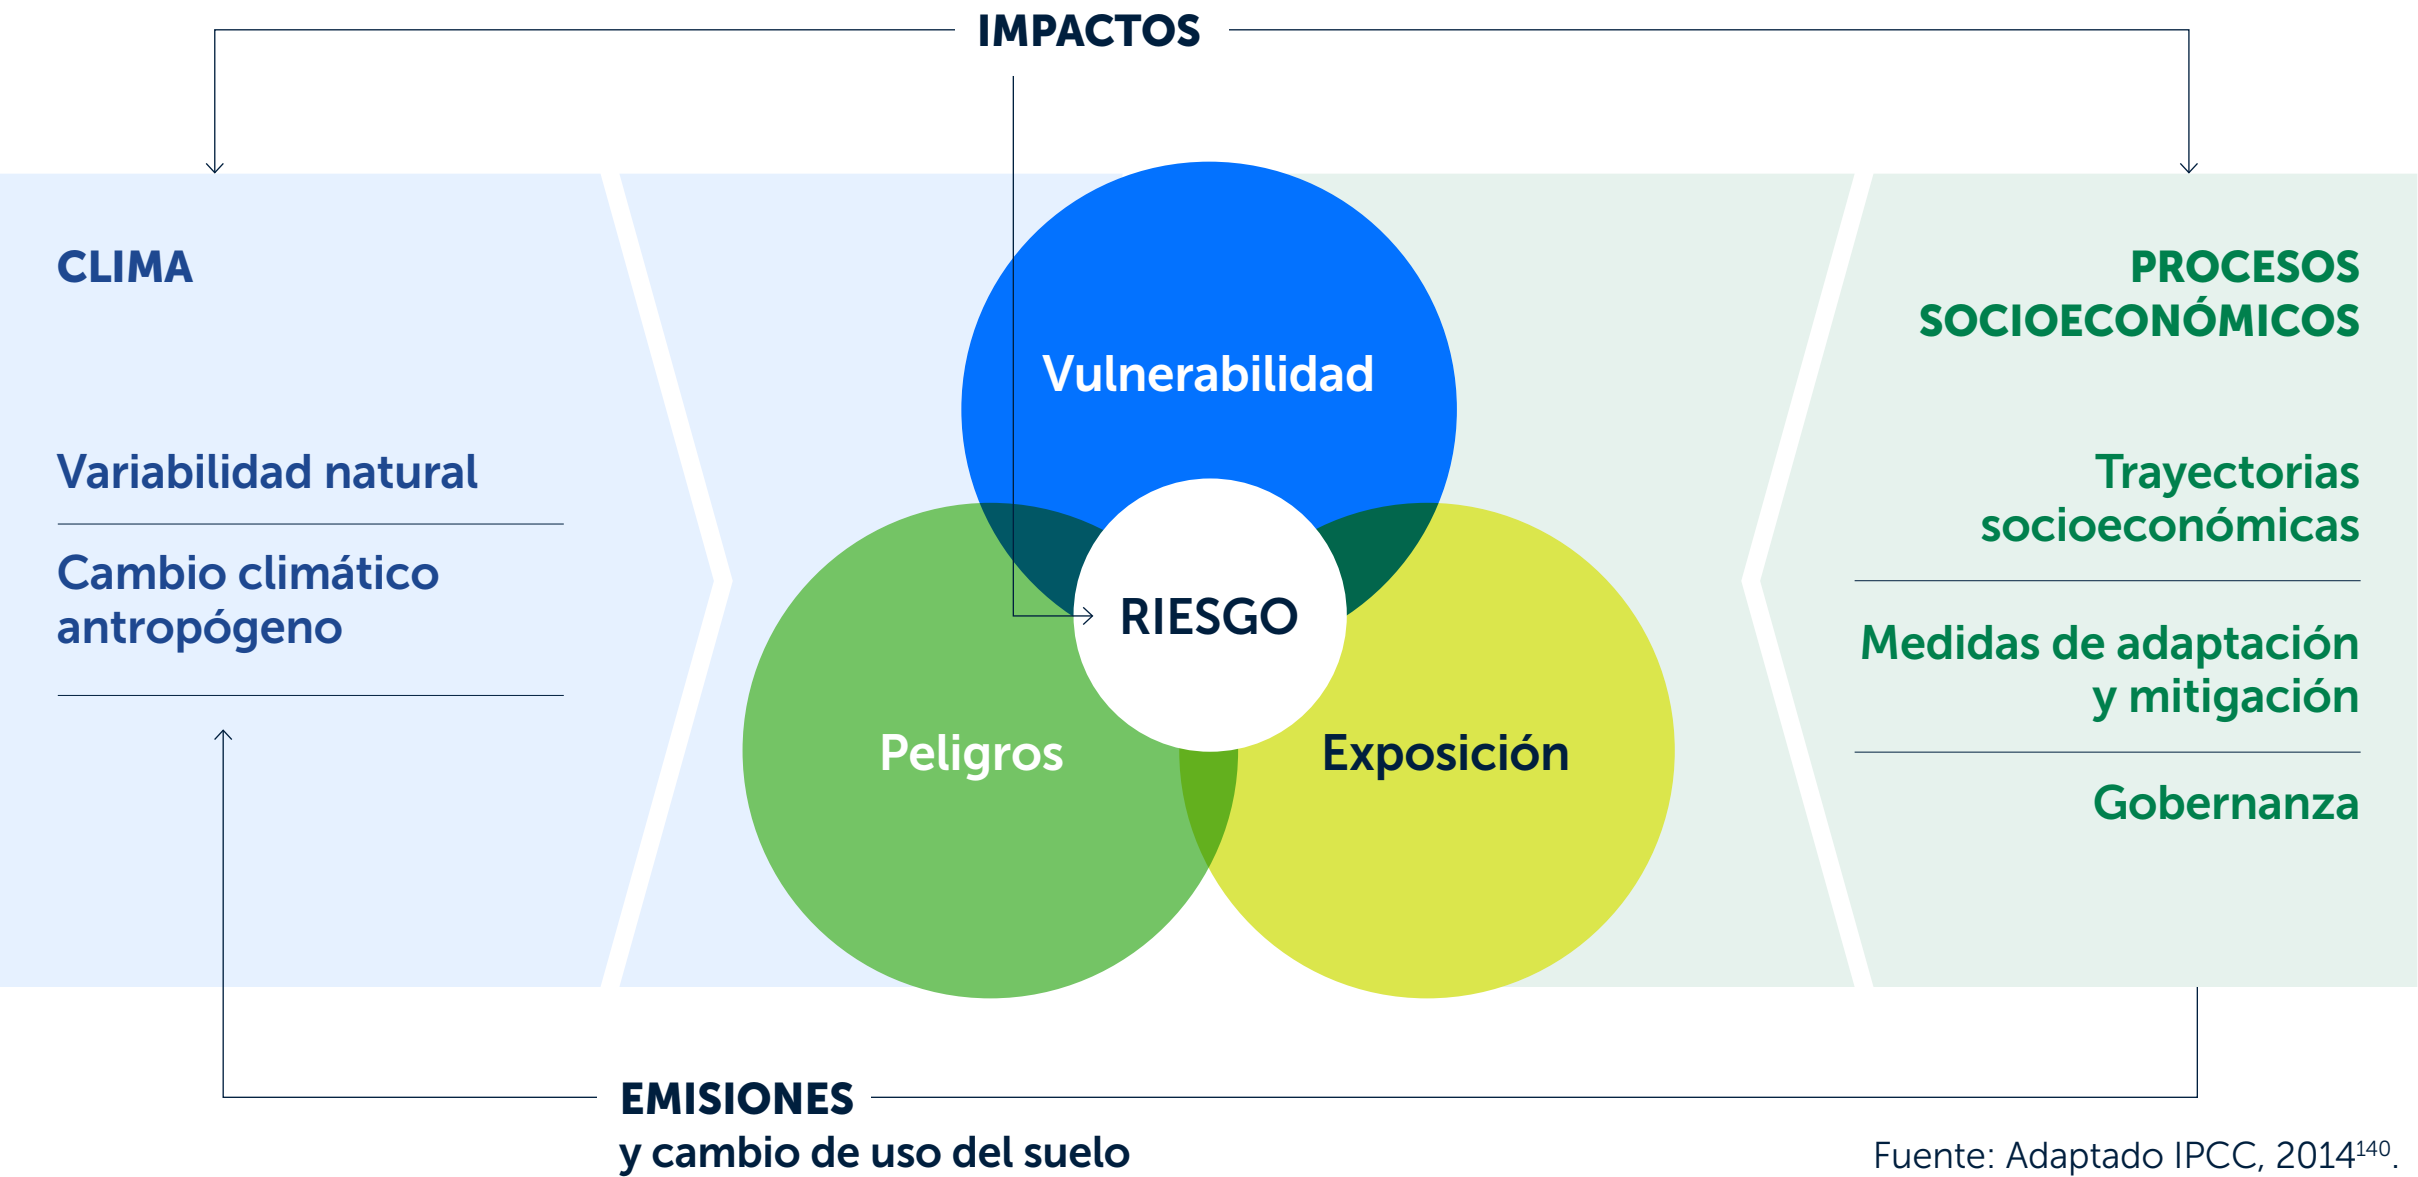 IMPACTOS
CLIMA
Variabilidad natural
Cambio climático
antropógeno
Vulnerabilidad
RIESGO
Peligros
Exposición
PROCESOS
SOCIOECONÓMICOS
Trayectorias
socioeconómicas
Medidas de adaptación
y mitigación
Gobernanza
EMISIONES
y cambio de uso del suelo
Fuente: Adaptado IPCC, 2014¹⁴⁰.